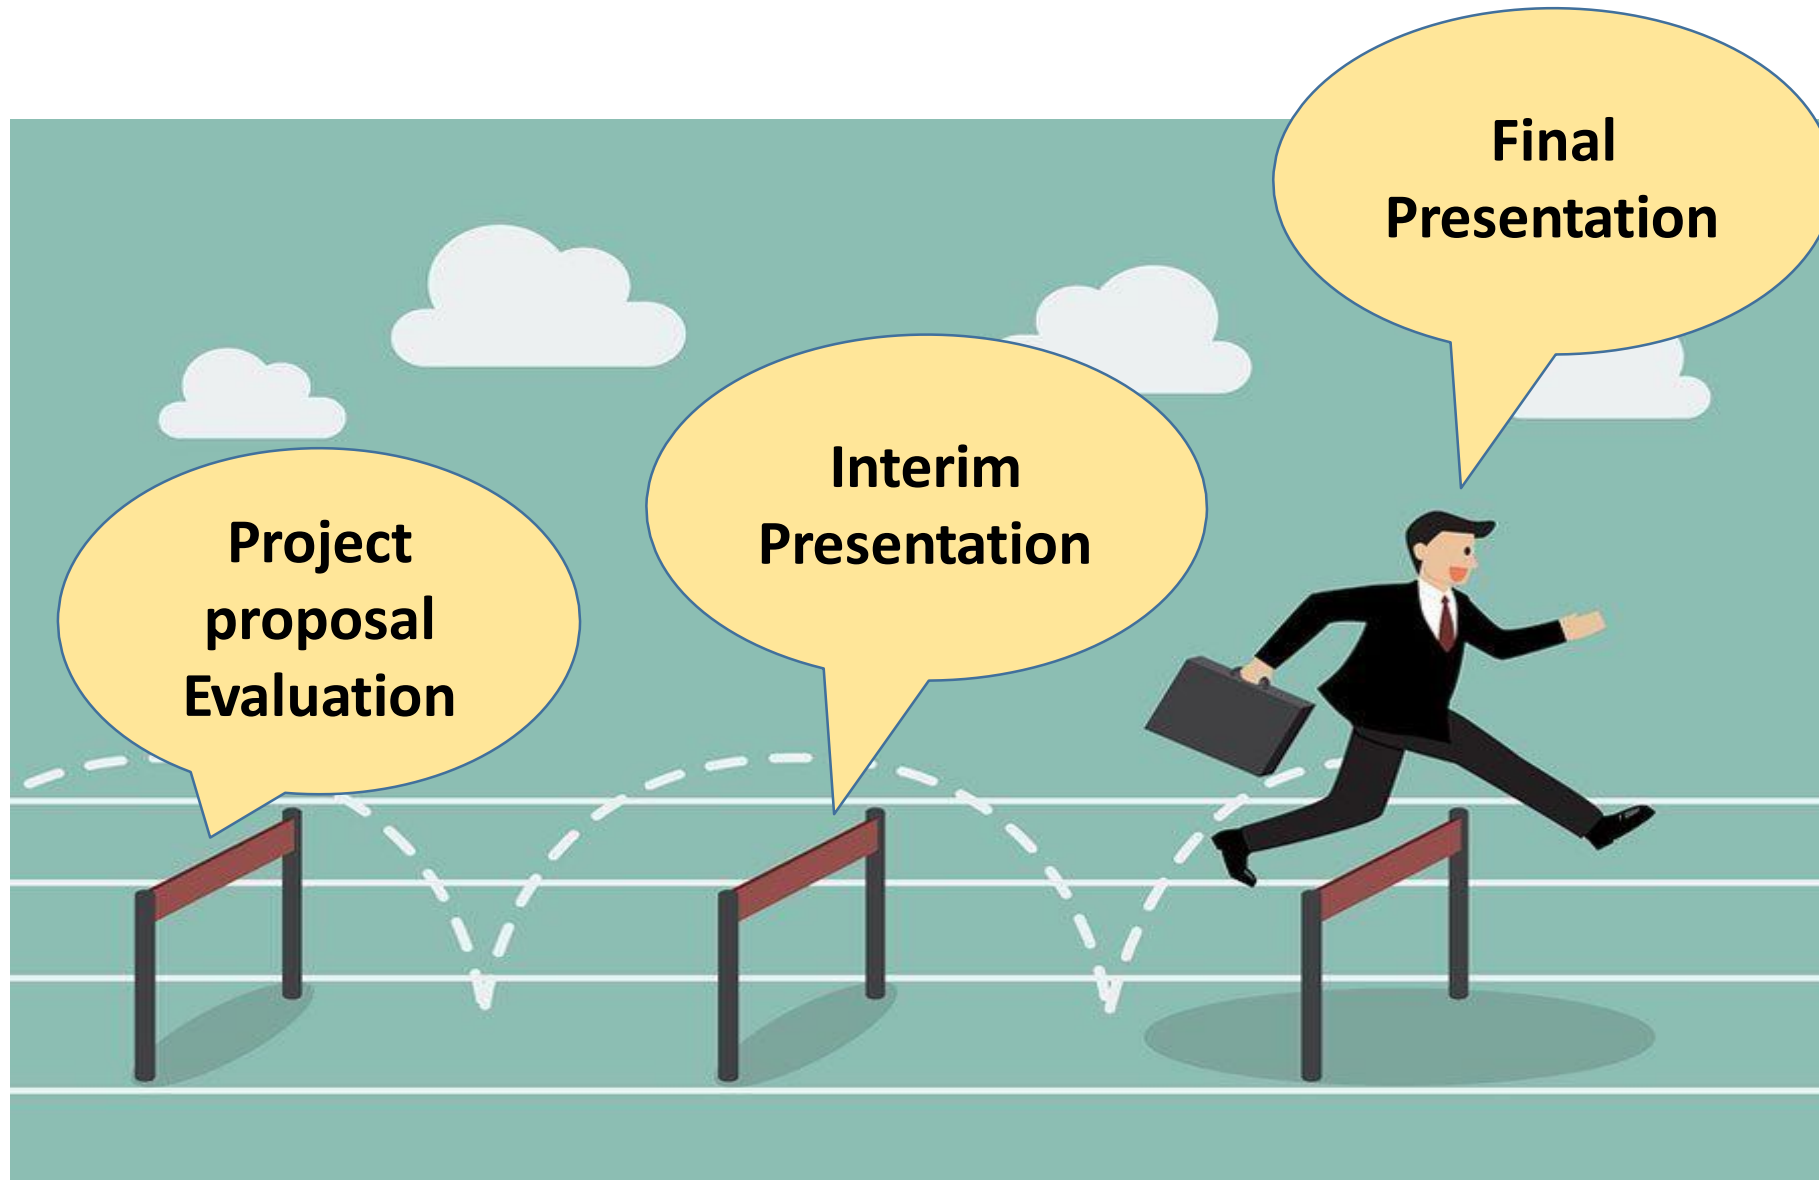 Project
proposal
Evaluation
Interim
Presentation
Final
Presentation